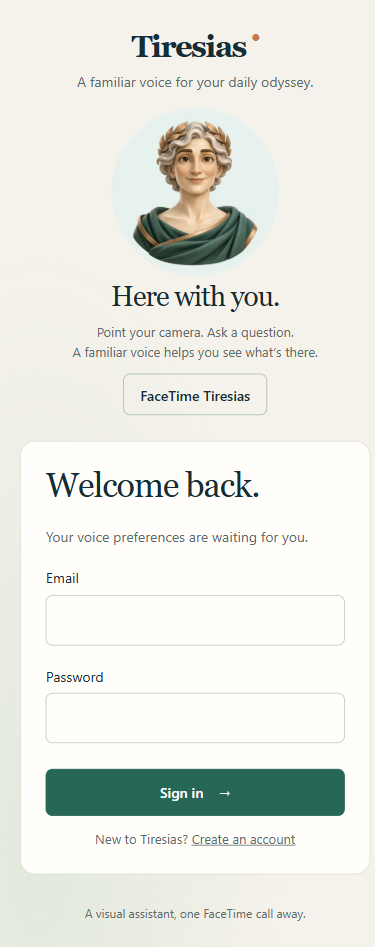 Tiresias
A familiar voice for your daily odyssey.
Here with you.
Point your camera. Ask a question.
A familiar voice helps you see what’s there.
FaceTime Tiresias
Welcome back.
Your voice preferences are waiting for you.
Email
Password
Sign in →
New to Tiresias? Create an account
A visual assistant, one FaceTime call away.